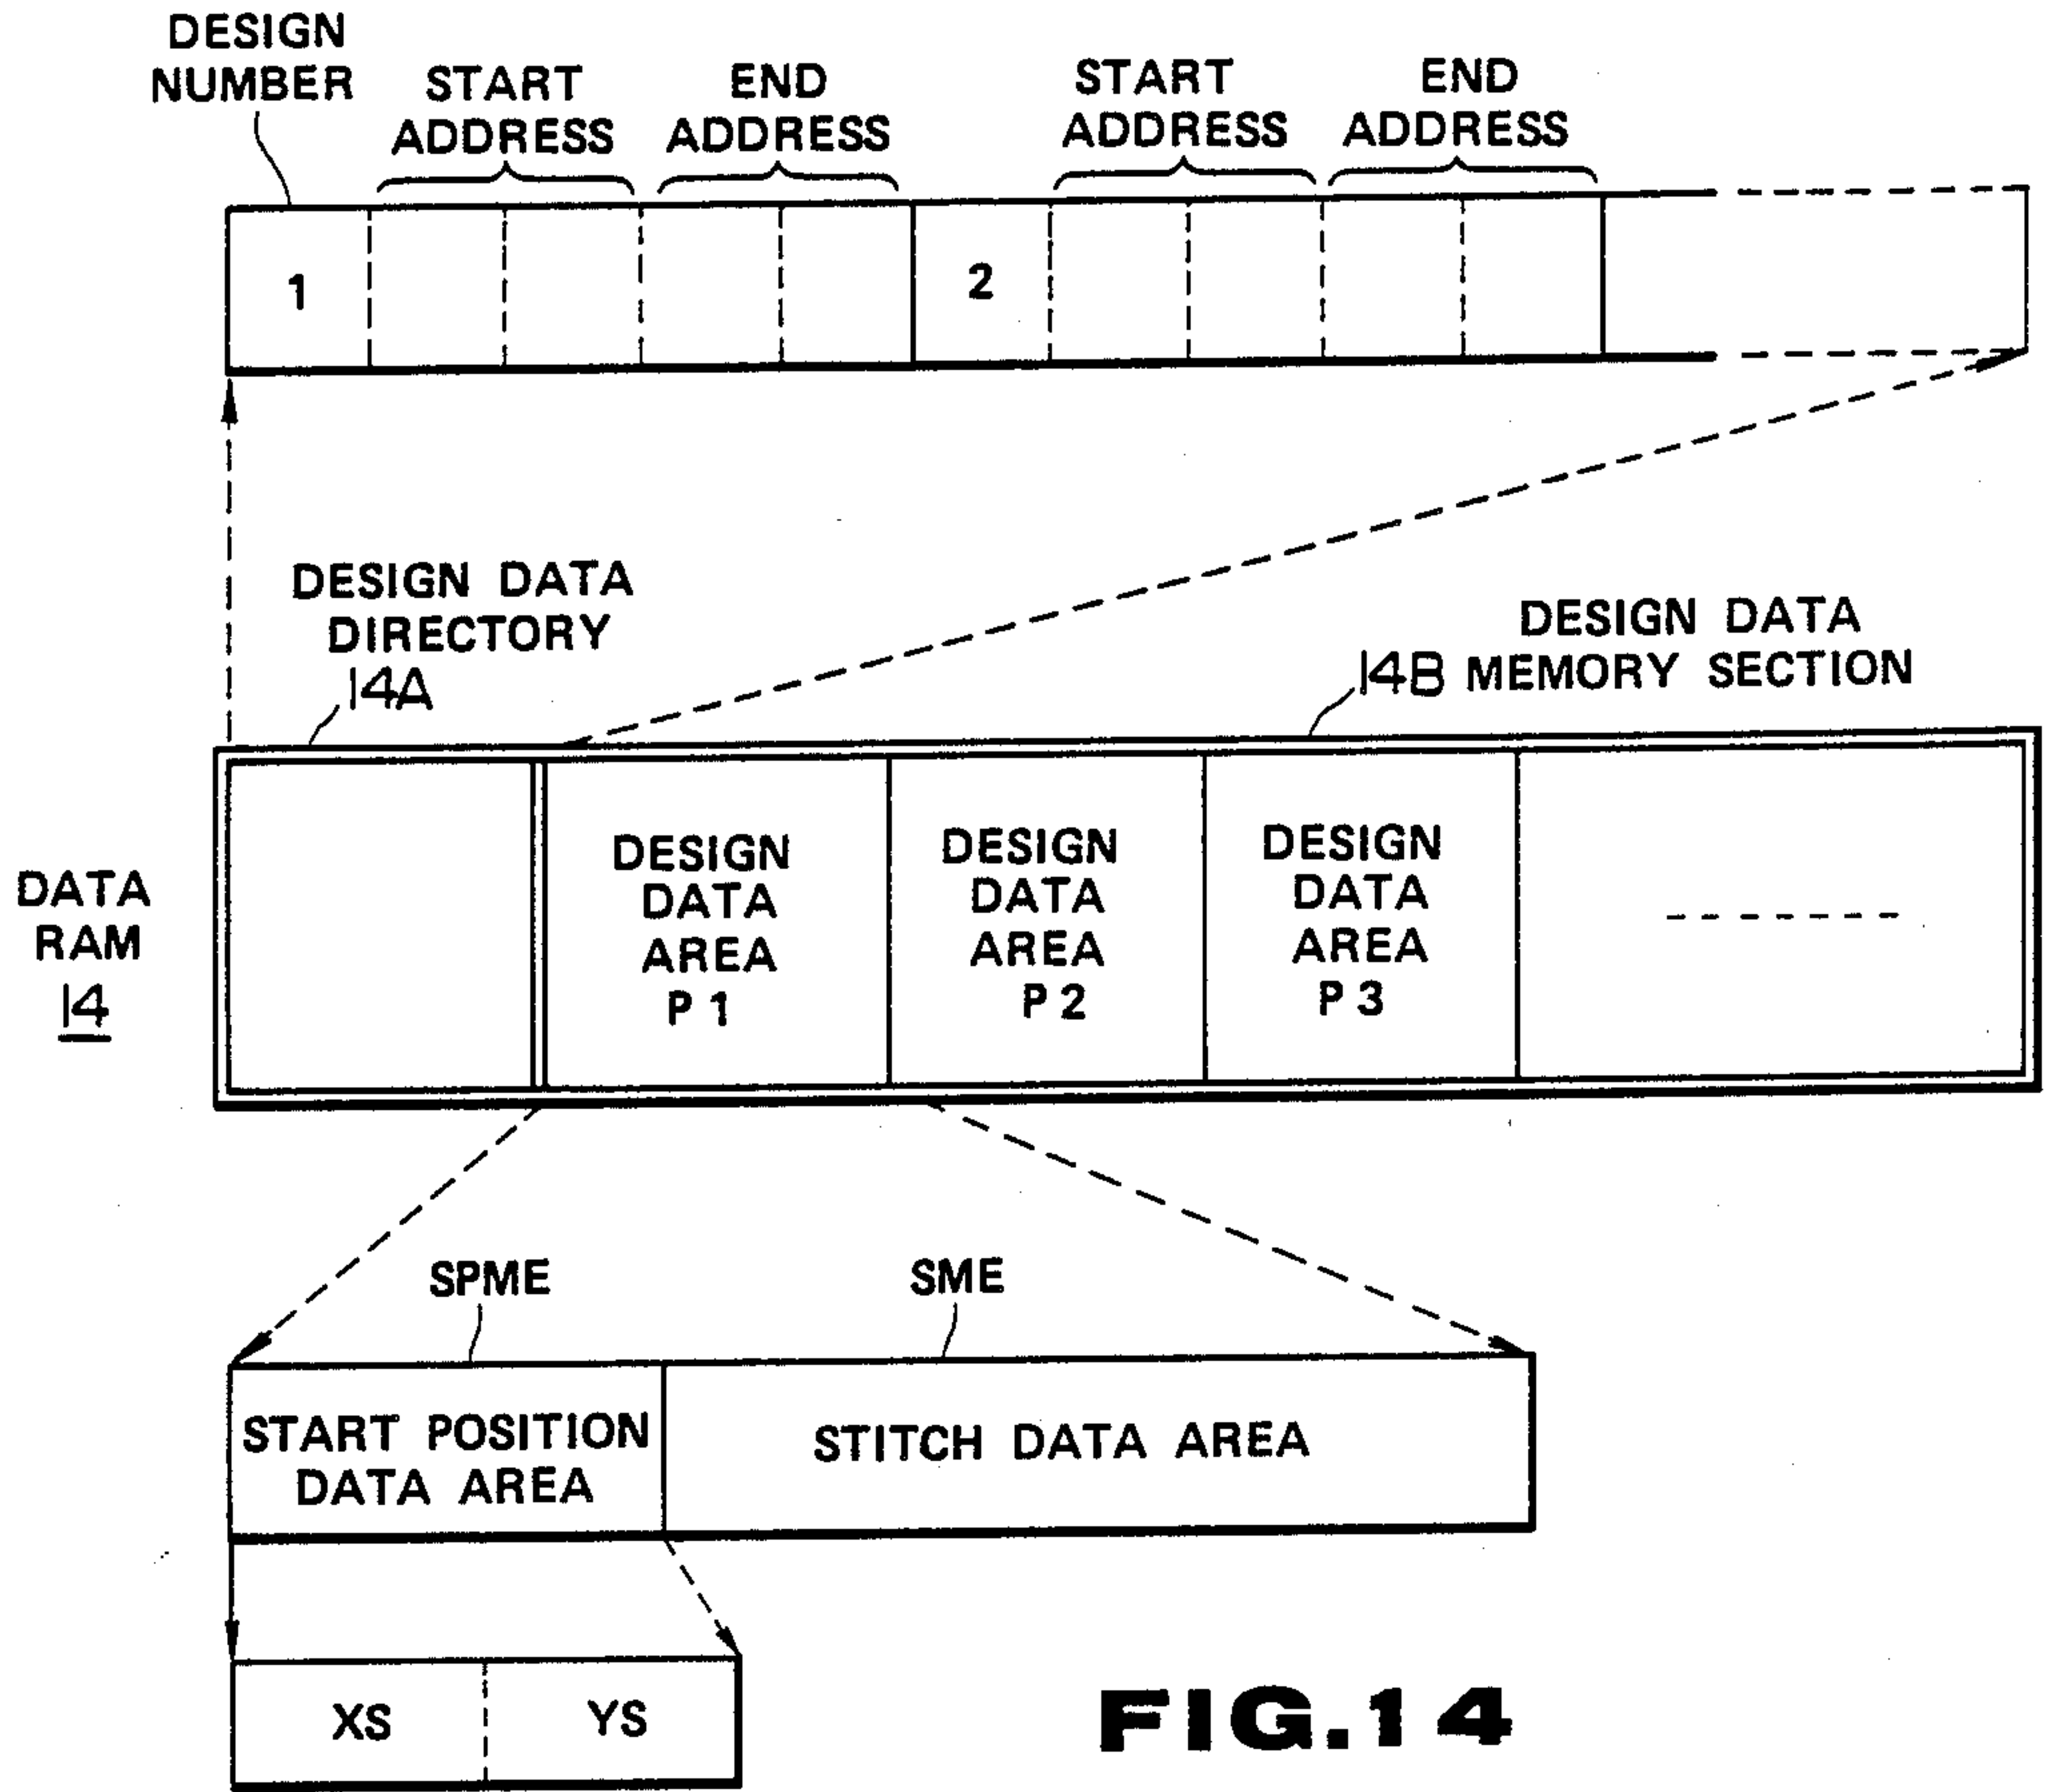 DESIGN
NUMBER
START
ADDRESS
END
ADDRESS
START
ADDRESS
END
ADDRESS
1
2
DESIGN DATA
DIRECTORY
14A
DESIGN DATA
14B MEMORY SECTION
DATA
RAM
14
DESIGN
DATA
AREA
P1
DESIGN
DATA
AREA
P2
DESIGN
DATA
AREA
P3
SPME
SME
START POSITION
DATA AREA
STITCH DATA AREA
XS
YS
FIG.14